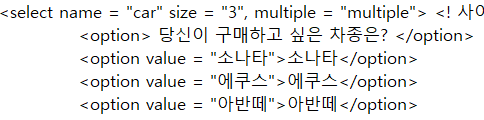 <select name = "car" size = "3", multiple = "multiple"> <! 사이
<option> 당신이 구매하고 싶은 차종은? </option>
<option value = "소나타">소나타</option>
<option value = "에쿠스">에쿠스</option>
<option value = "아반떼">아반떼</option>